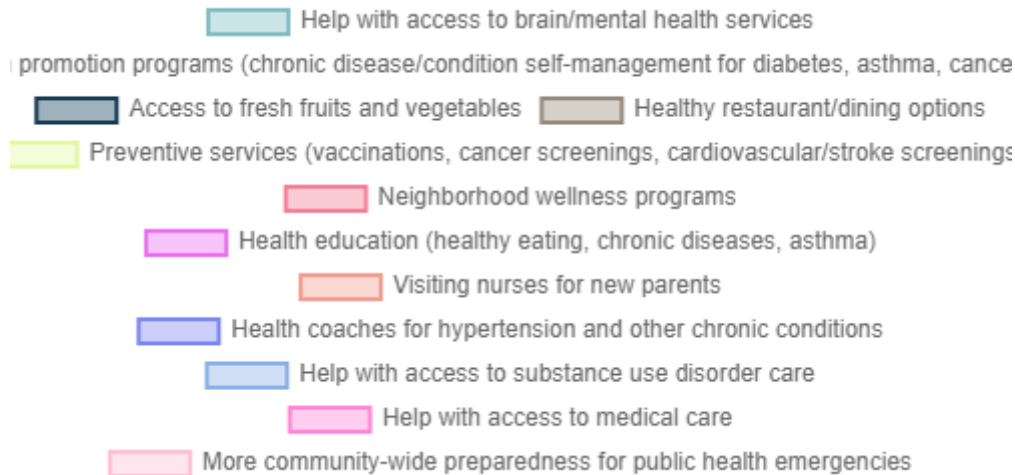 Help with access to brain/mental health services
promotion programs (chronic disease/condition self-management for diabetes, asthma, cance
Access to fresh fruits and vegetables Healthy restaurant/dining options
Preventive services (vaccinations, cancer screenings, cardiovascular/stroke screenings
Neighborhood wellness programs
Health education (healthy eating, chronic diseases, asthma)
Visiting nurses for new parents
Health coaches for hypertension and other chronic conditions
Help with access to substance use disorder care
Help with access to medical care
More community-wide preparedness for public health emergencies